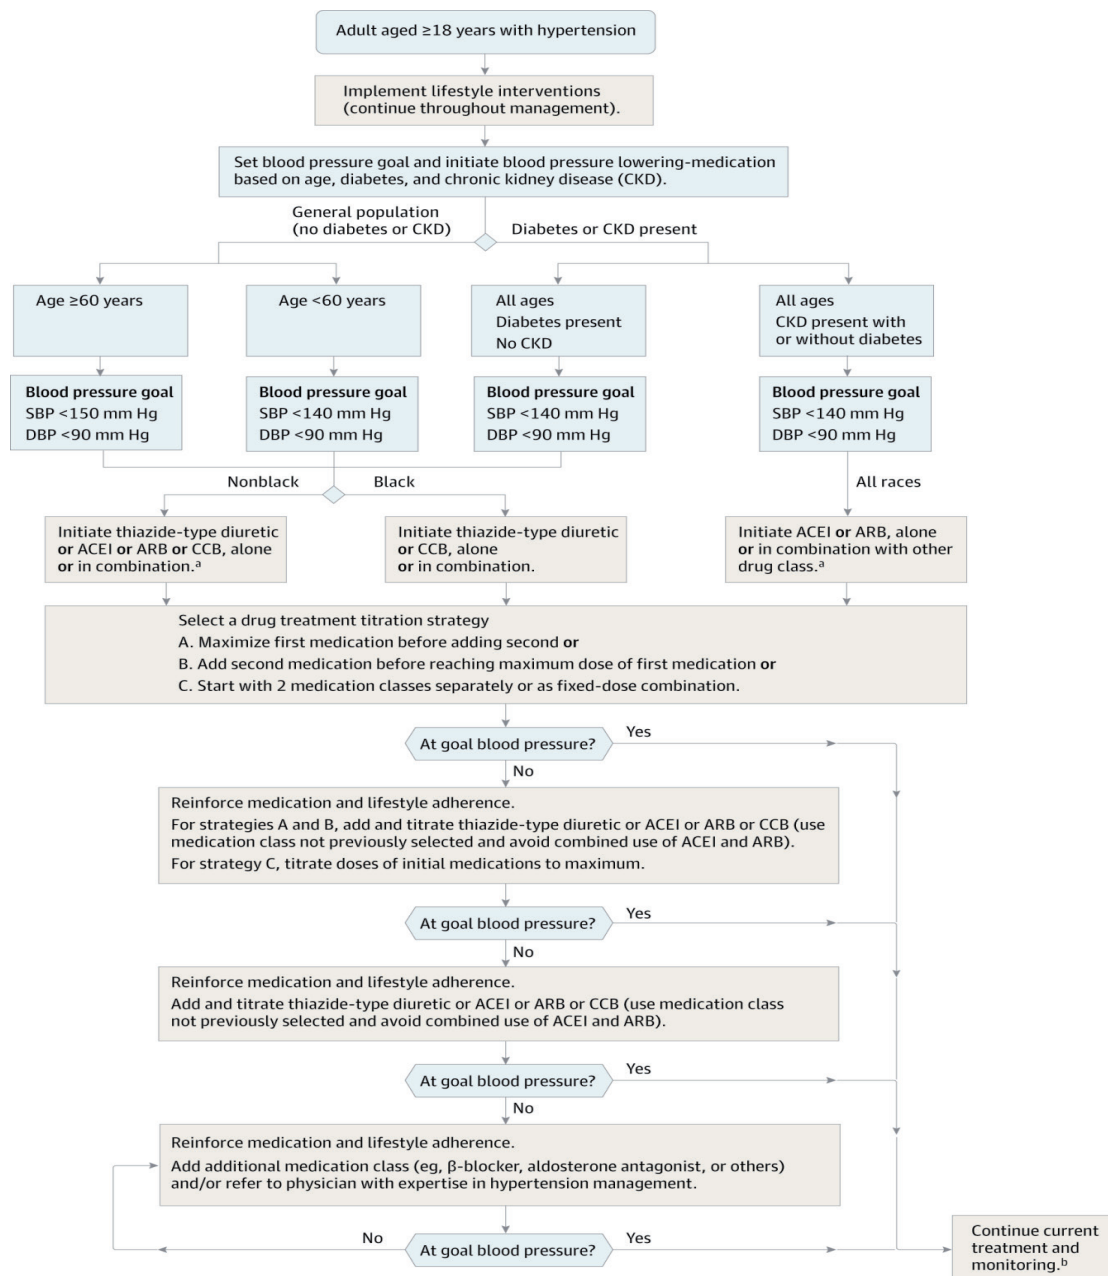 Adult aged ≥18 years with hypertension
Implement lifestyle interventions
(continue throughout management).
Set blood pressure goal and initiate blood pressure lowering-medication
based on age, diabetes, and chronic kidney disease (CKD).
General population
(no diabetes or CKD)
Diabetes or CKD present
Age ≥60 years
Age <60 years
All ages
Diabetes present
No CKD
All ages
CKD present with
or without diabetes
Blood pressure goal
SBP <150 mm Hg
DBP <90 mm Hg
Blood pressure goal
SBP <140 mm Hg
DBP <90 mm Hg
Blood pressure goal
SBP <140 mm Hg
DBP <90 mm Hg
Blood pressure goal
SBP <140 mm Hg
DBP <90 mm Hg
Nonblack
Black
All races
Initiate thiazide-type diuretic
or ACEI or ARB or CCB, alone
or in combination.ᵃ
Initiate thiazide-type diuretic
or CCB, alone
or in combination.
Initiate ACEI or ARB, alone
or in combination with other
drug class.ᵃ
Select a drug treatment titration strategy
A. Maximize first medication before adding second or
B. Add second medication before reaching maximum dose of first medication or
C. Start with 2 medication classes separately or as fixed-dose combination.
At goal blood pressure?
Yes
No
Reinforce medication and lifestyle adherence.
For strategies A and B, add and titrate thiazide-type diuretic or ACEI or ARB or CCB (use
medication class not previously selected and avoid combined use of ACEI and ARB).
For strategy C, titrate doses of initial medications to maximum.
At goal blood pressure?
Yes
No
Reinforce medication and lifestyle adherence.
Add and titrate thiazide-type diuretic or ACEI or ARB or CCB (use medication class
not previously selected and avoid combined use of ACEI and ARB).
At goal blood pressure?
Yes
No
Reinforce medication and lifestyle adherence.
Add additional medication class (eg, β-blocker, aldosterone antagonist, or others)
and/or refer to physician with expertise in hypertension management.
No
At goal blood pressure?
Yes
Continue current
treatment and
monitoring.ᵇ